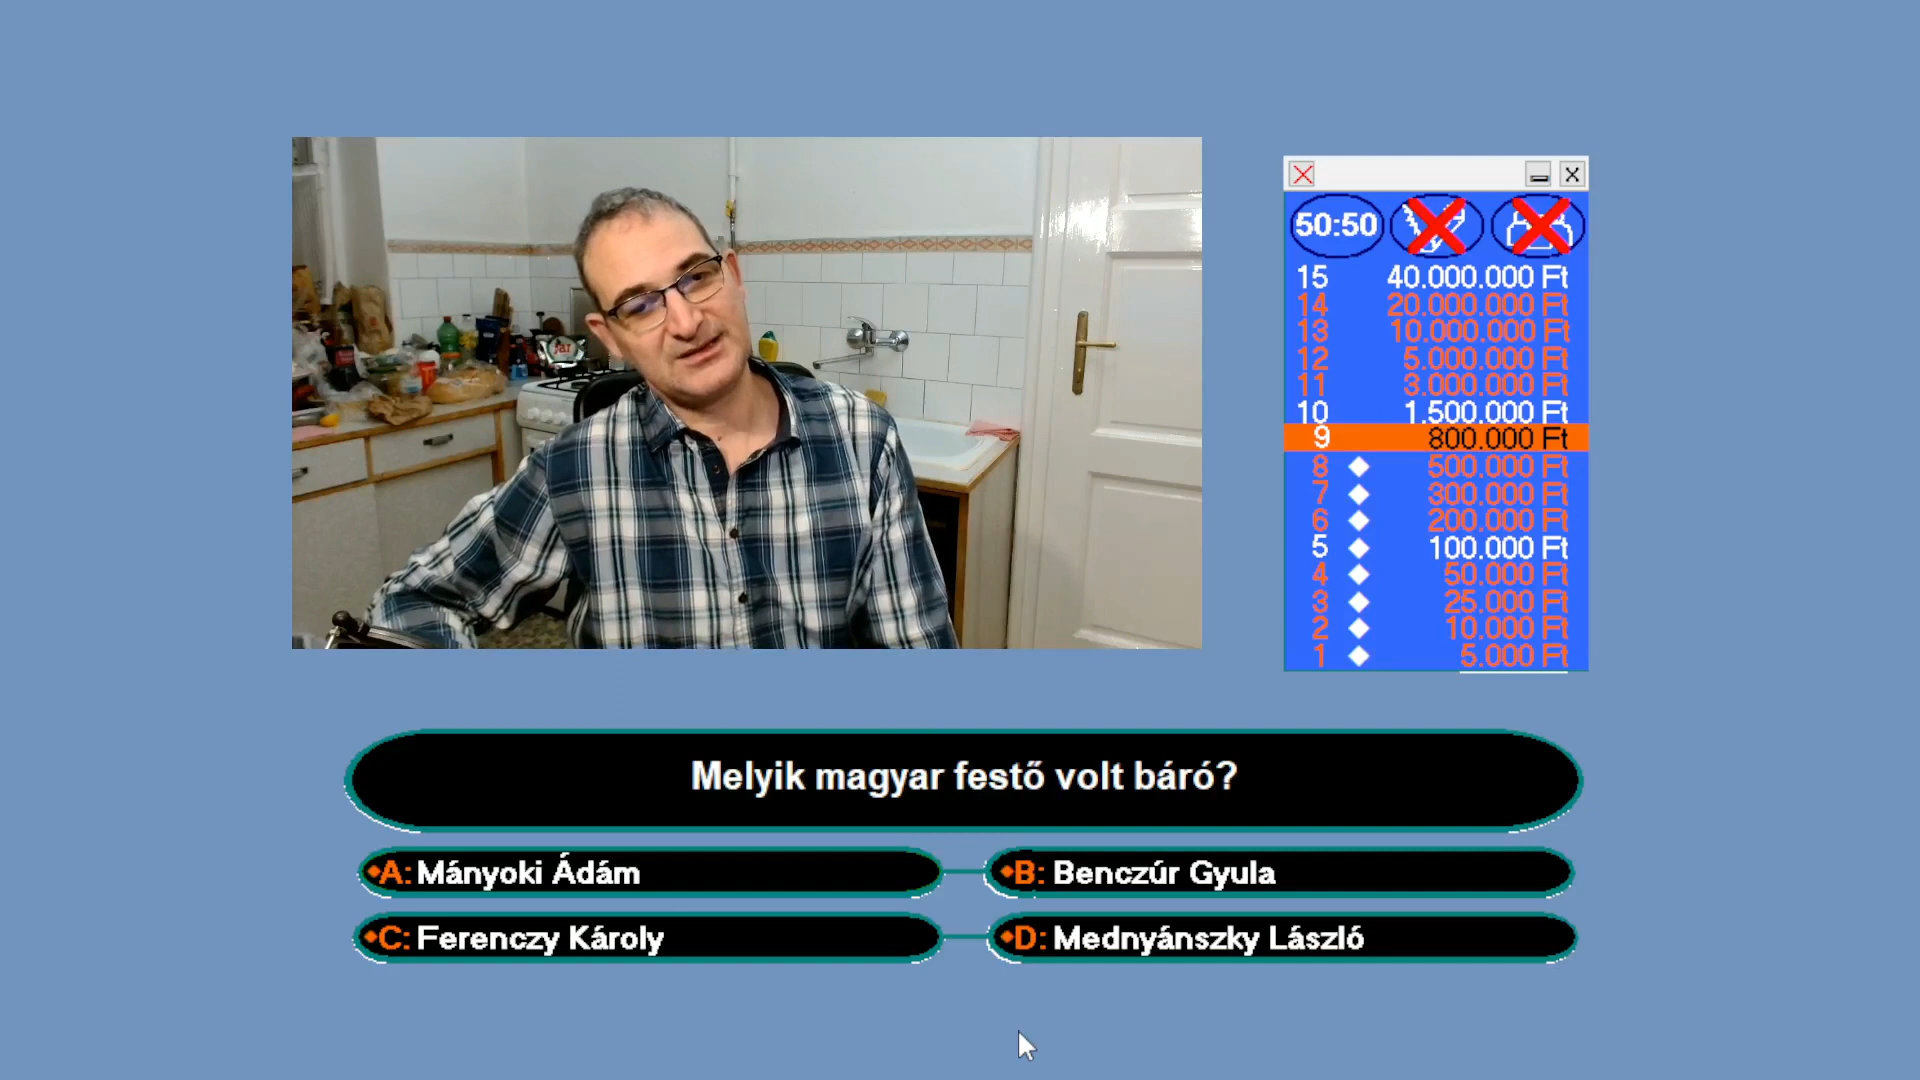 50:50
15 40.000.000 Ft
14 20.000.000 Ft
13 10.000.000 Ft
12 5.000.000 Ft
11 3.000.000 Ft
10 1.500.000 Ft
9 800.000 Ft
8 500.000 Ft
7 300.000 Ft
6 200.000 Ft
5 100.000 Ft
4 50.000 Ft
3 25.000 Ft
2 10.000 Ft
1 5.000 Ft
Melyik magyar festő volt báró?
A: Mányoki Ádám
B: Benczúr Gyula
C: Ferenczy Károly
D: Mednyánszky László